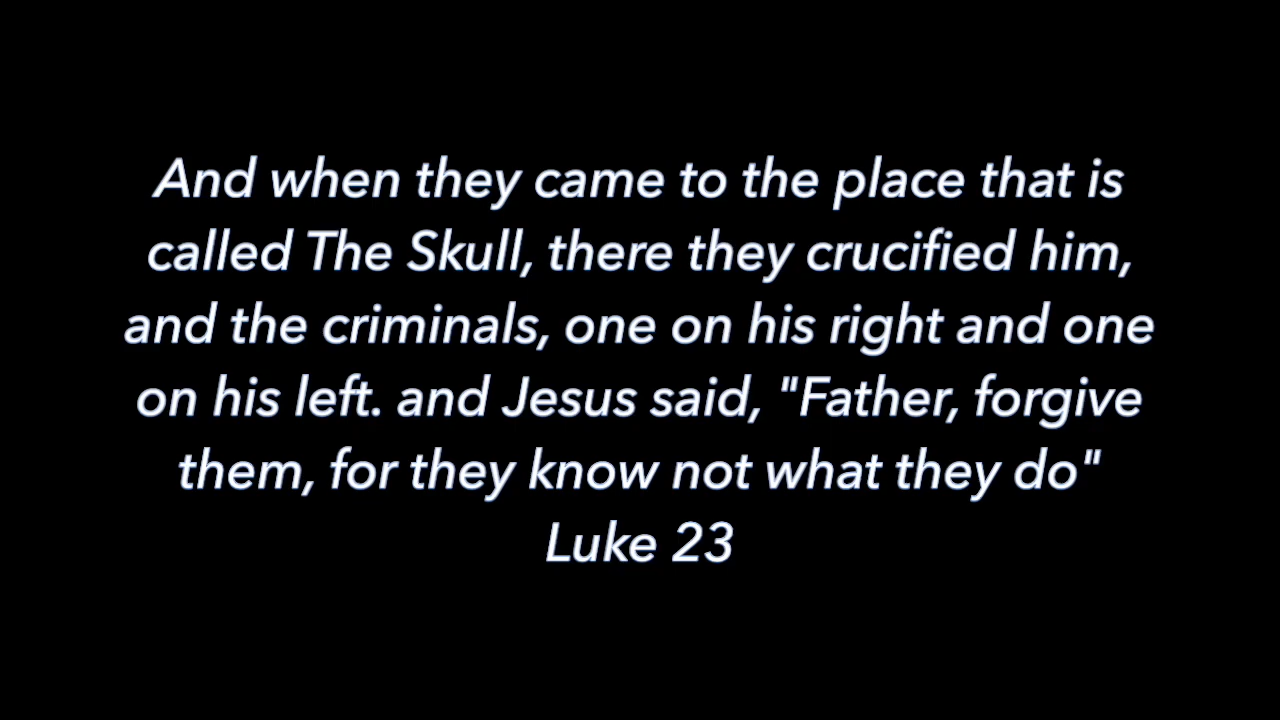 And when they came to the place that is
called The Skull, there they crucified him,
and the criminals, one on his right and one
on his left. and Jesus said, "Father, forgive
them, for they know not what they do"
Luke 23